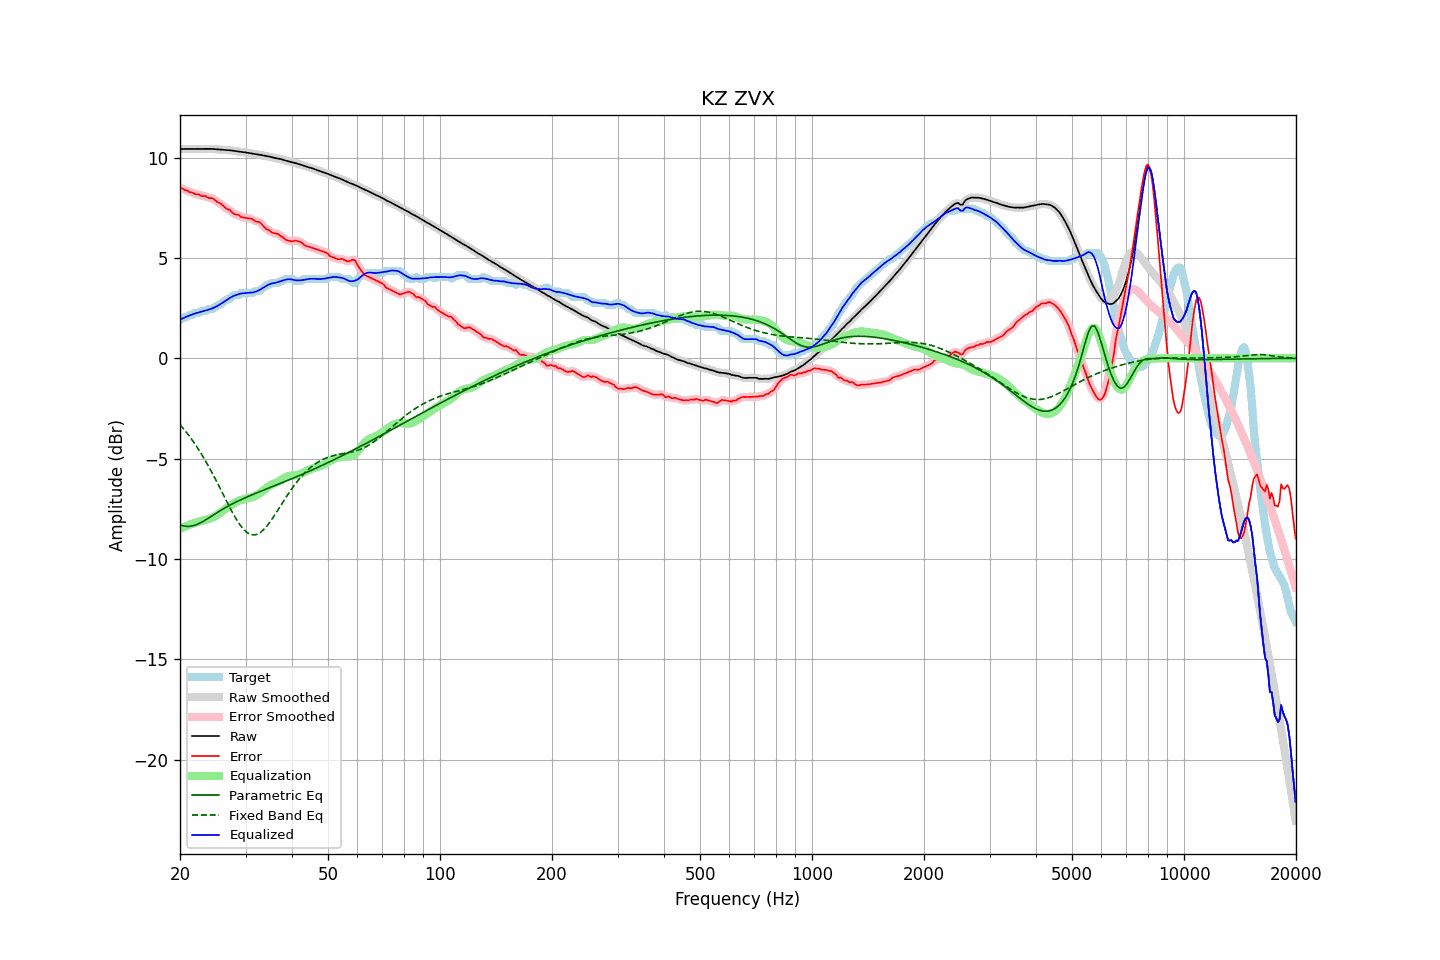 KZ ZVX
Amplitude (dBr)
10
5
0
−5
−10
−15
−20
Target
Raw Smoothed
Error Smoothed
Raw
Error
Equalization
Parametric Eq
Fixed Band Eq
Equalized
20 50 100 200 500 1000 2000 5000 10000 20000
Frequency (Hz)